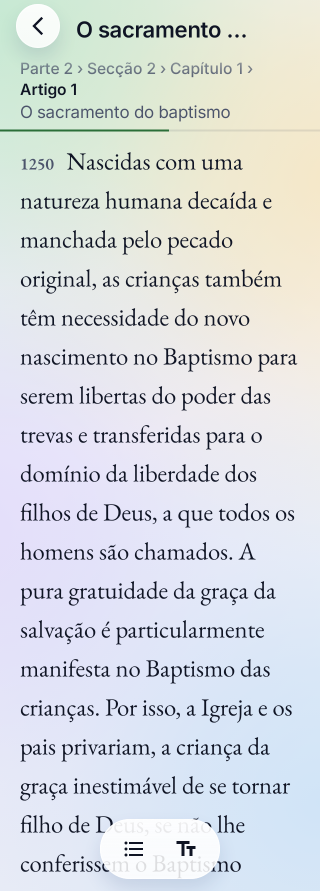 O sacramento ...
Parte 2 › Secção 2 › Capítulo 1 ›
Artigo 1
O sacramento do baptismo
1250 Nascidas com uma
natureza humana decaída e
manchada pelo pecado
original, as crianças também
têm necessidade do novo
nascimento no Baptismo para
serem libertas do poder das
trevas e transferidas para o
domínio da liberdade dos
filhos de Deus, a que todos os
homens são chamados. A
pura gratuidade da graça da
salvação é particularmente
manifesta no Baptismo das
crianças. Por isso, a Igreja e os
pais privariam, a criança da
graça inestimável de se tornar
filho de Deus, se não lhe
conferissem o Baptismo